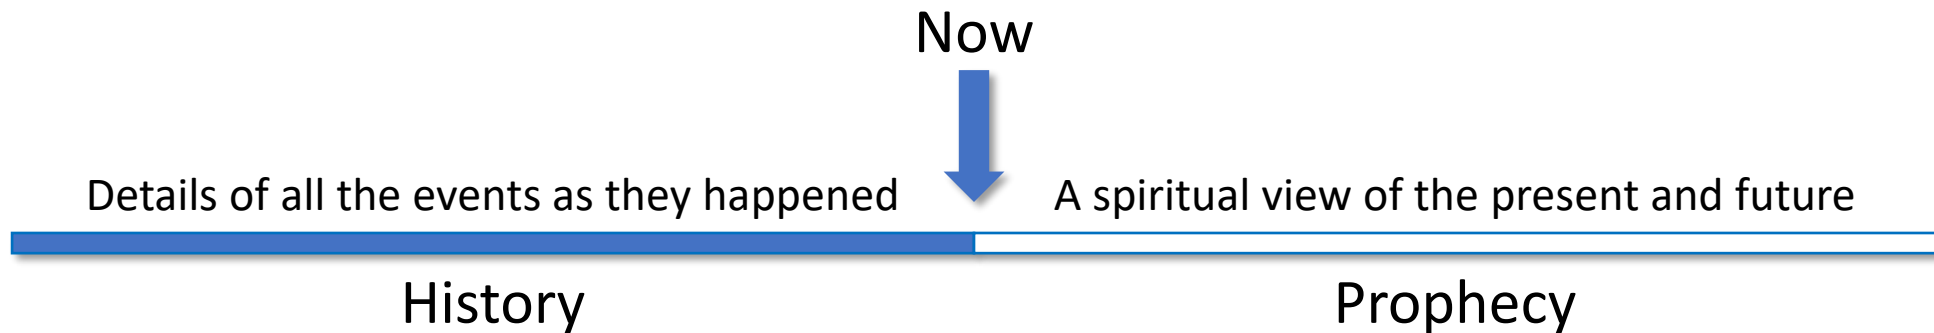 Now
Details of all the events as they happened
A spiritual view of the present and future
History
Prophecy